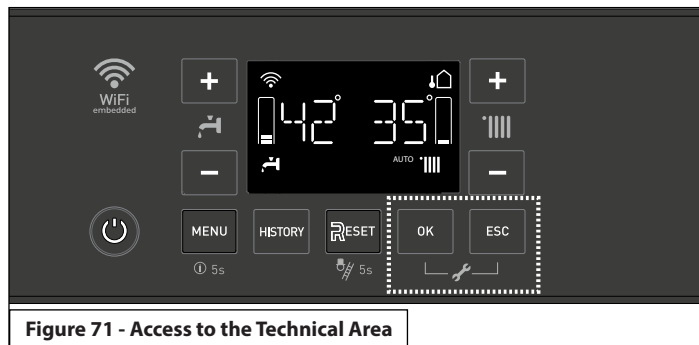 WiFi
embedded
+
+
42° 35°
AUTO
−
−
MENU
HISTORY
RESET
OK
ESC
5s
5s
Figure 71 - Access to the Technical Area